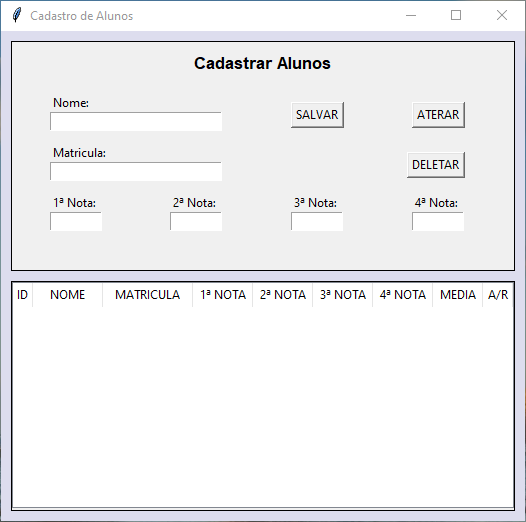 Cadastro de Alunos
Cadastrar Alunos
Nome:
SALVAR ATERAR
Matricula:
DELETAR
1ª Nota: 2ª Nota: 3ª Nota: 4ª Nota:
ID NOME MATRICULA 1ª NOTA 2ª NOTA 3ª NOTA 4ª NOTA MEDIA A/R